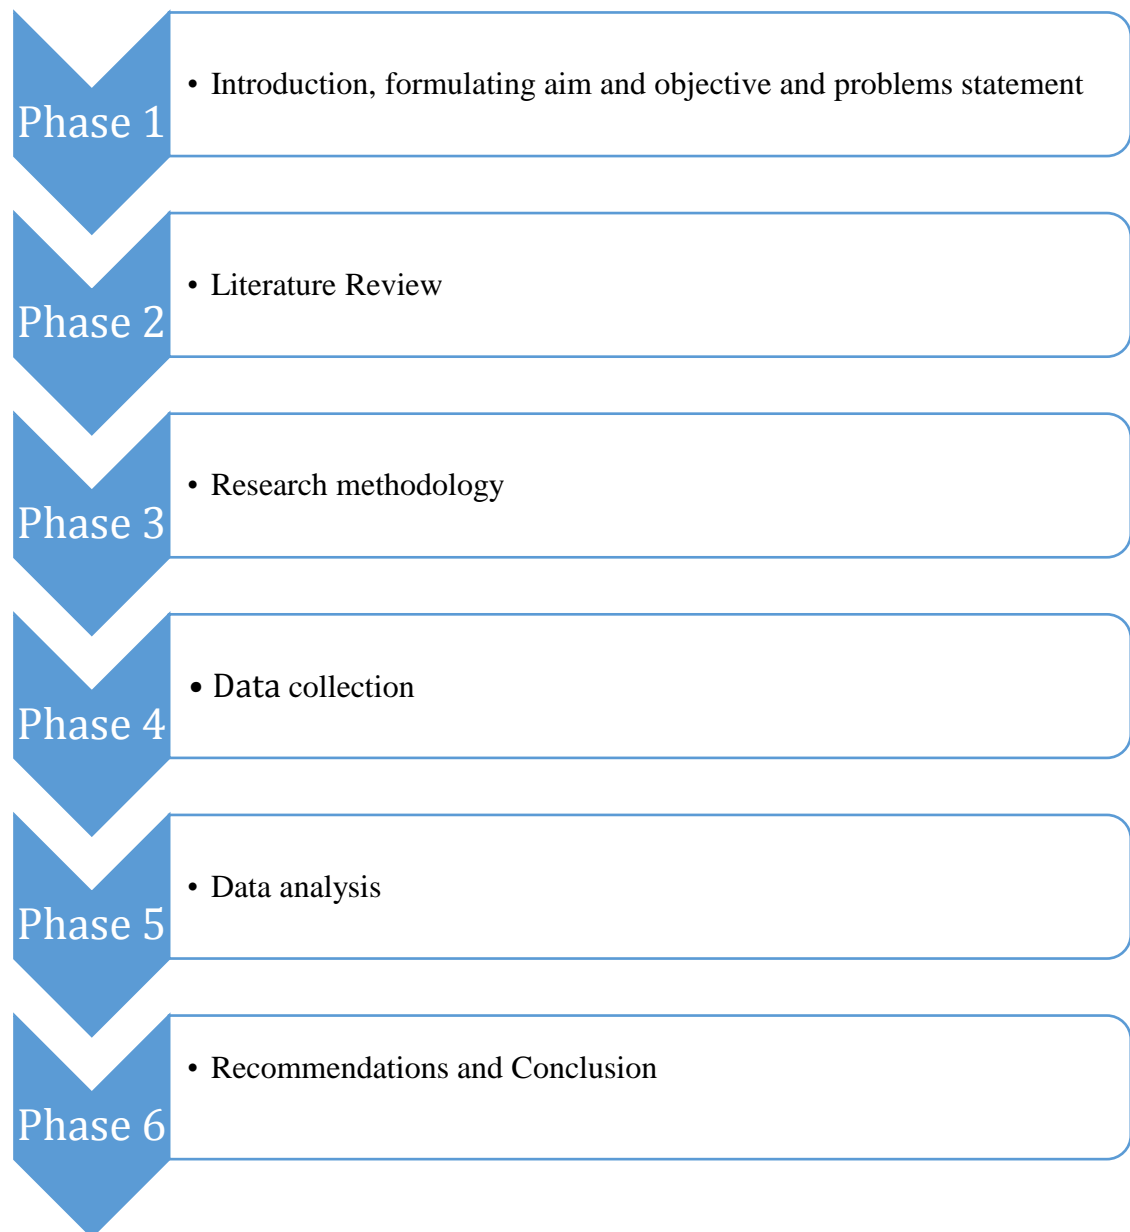 Phase 1
• Introduction, formulating aim and objective and problems statement
Phase 2
• Literature Review
Phase 3
• Research methodology
Phase 4
• Data collection
Phase 5
• Data analysis
Phase 6
• Recommendations and Conclusion